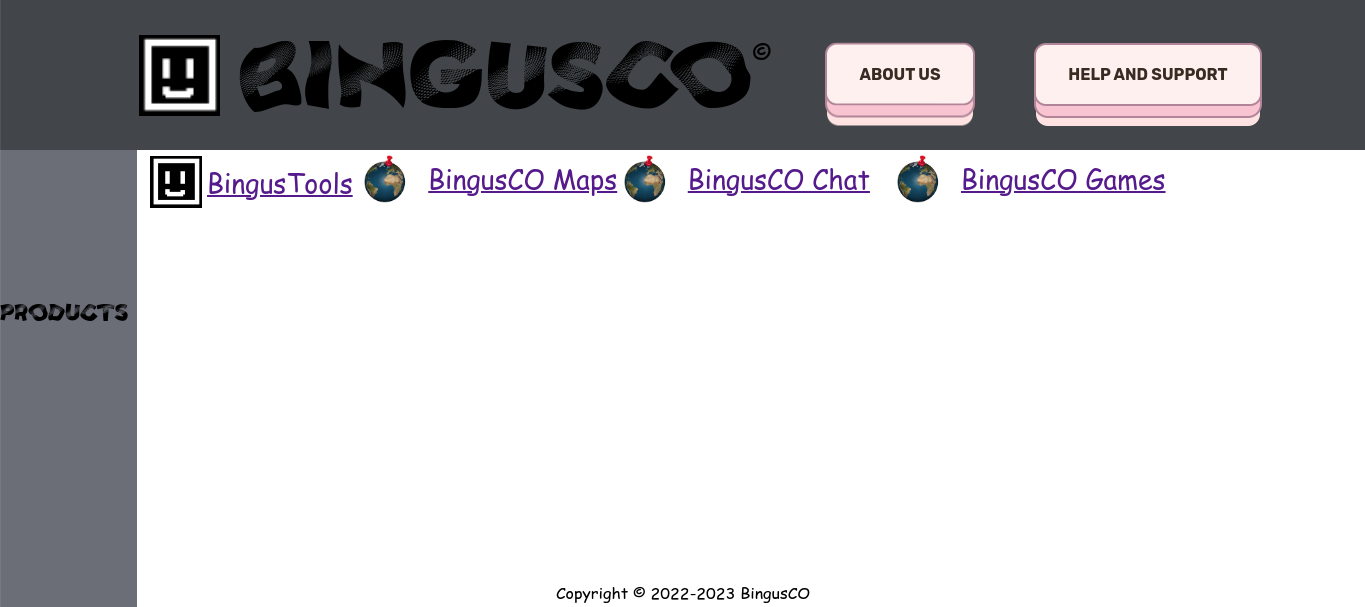 BINGUSCO©
ABOUT US
HELP AND SUPPORT
BingusTools
BingusCO Maps
BingusCO Chat
BingusCO Games
PRODUCTS
Copyright © 2022-2023 BingusCO